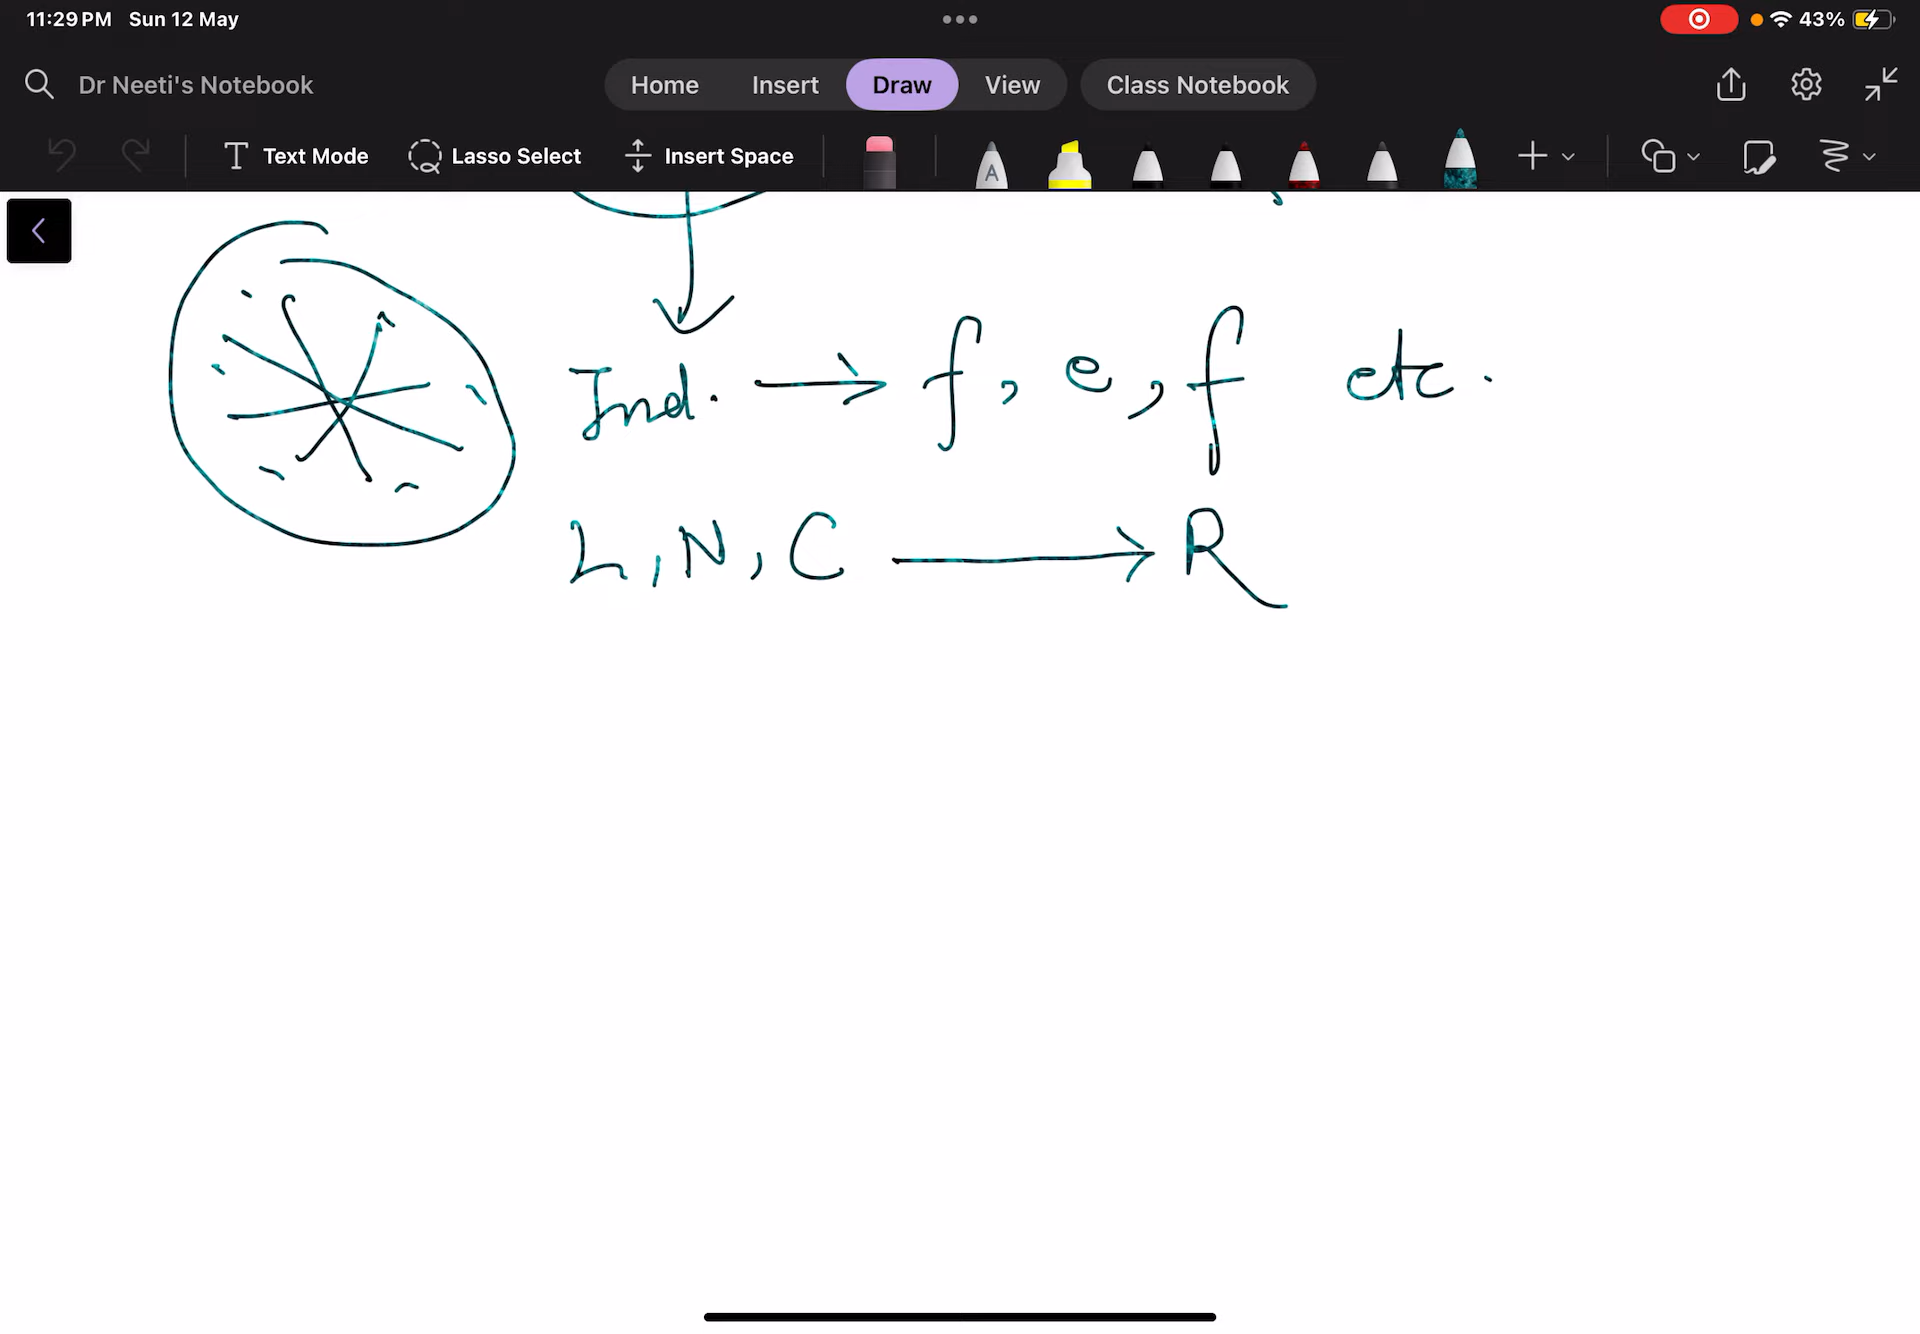 11:29 PM Sun 12 May
43%
Dr Neeti's Notebook
Home Insert Draw View Class Notebook
Text Mode Lasso Select Insert Space A
Ind. → f, e, f etc.
L, N, C → R